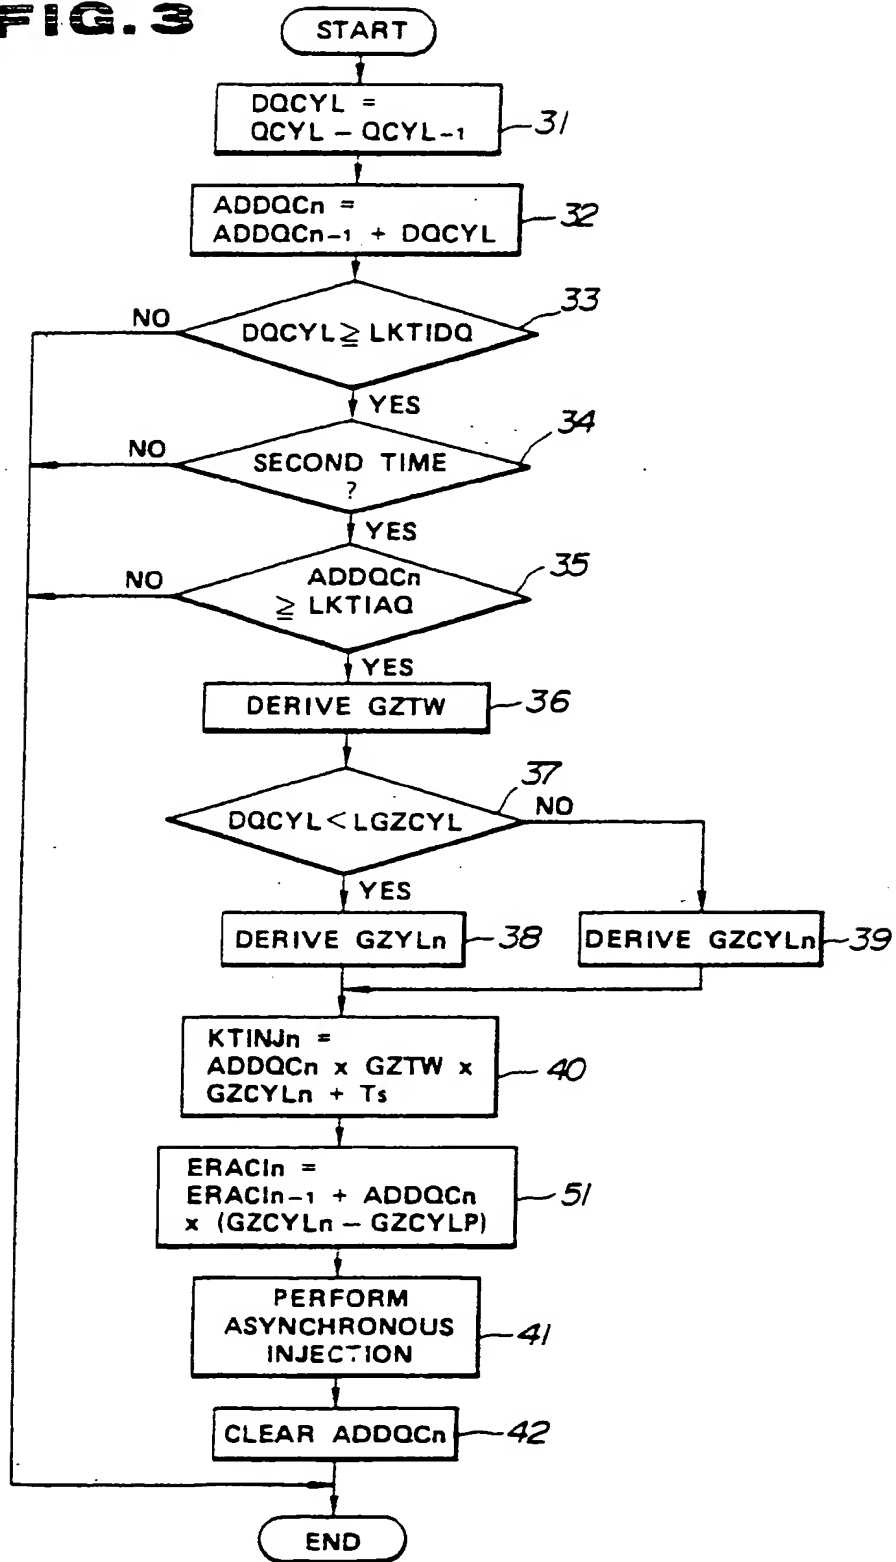 FIG. 3
START
DQCYL =
QCYL – QCYL-1
31
ADDQCn =
ADDQCn-1 + DQCYL
32
33
NO
DQCYL ≧ LKTIDQ
YES
34
NO
SECOND TIME
?
YES
35
NO
ADDQCn
≧ LKTIAQ
YES
DERIVE GZTW
36
37
DQCYL < LGZCYL
NO
YES
DERIVE GZYLn
38
DERIVE GZCYLn
39
KTINJn =
ADDQCn x GZTW x
GZCYLn + Ts
40
ERACIn =
ERACIn-1 + ADDQCn
x (GZCYLn – GZCYLP)
51
PERFORM
ASYNCHRONOUS
INJECTION
41
CLEAR ADDQCn
42
END